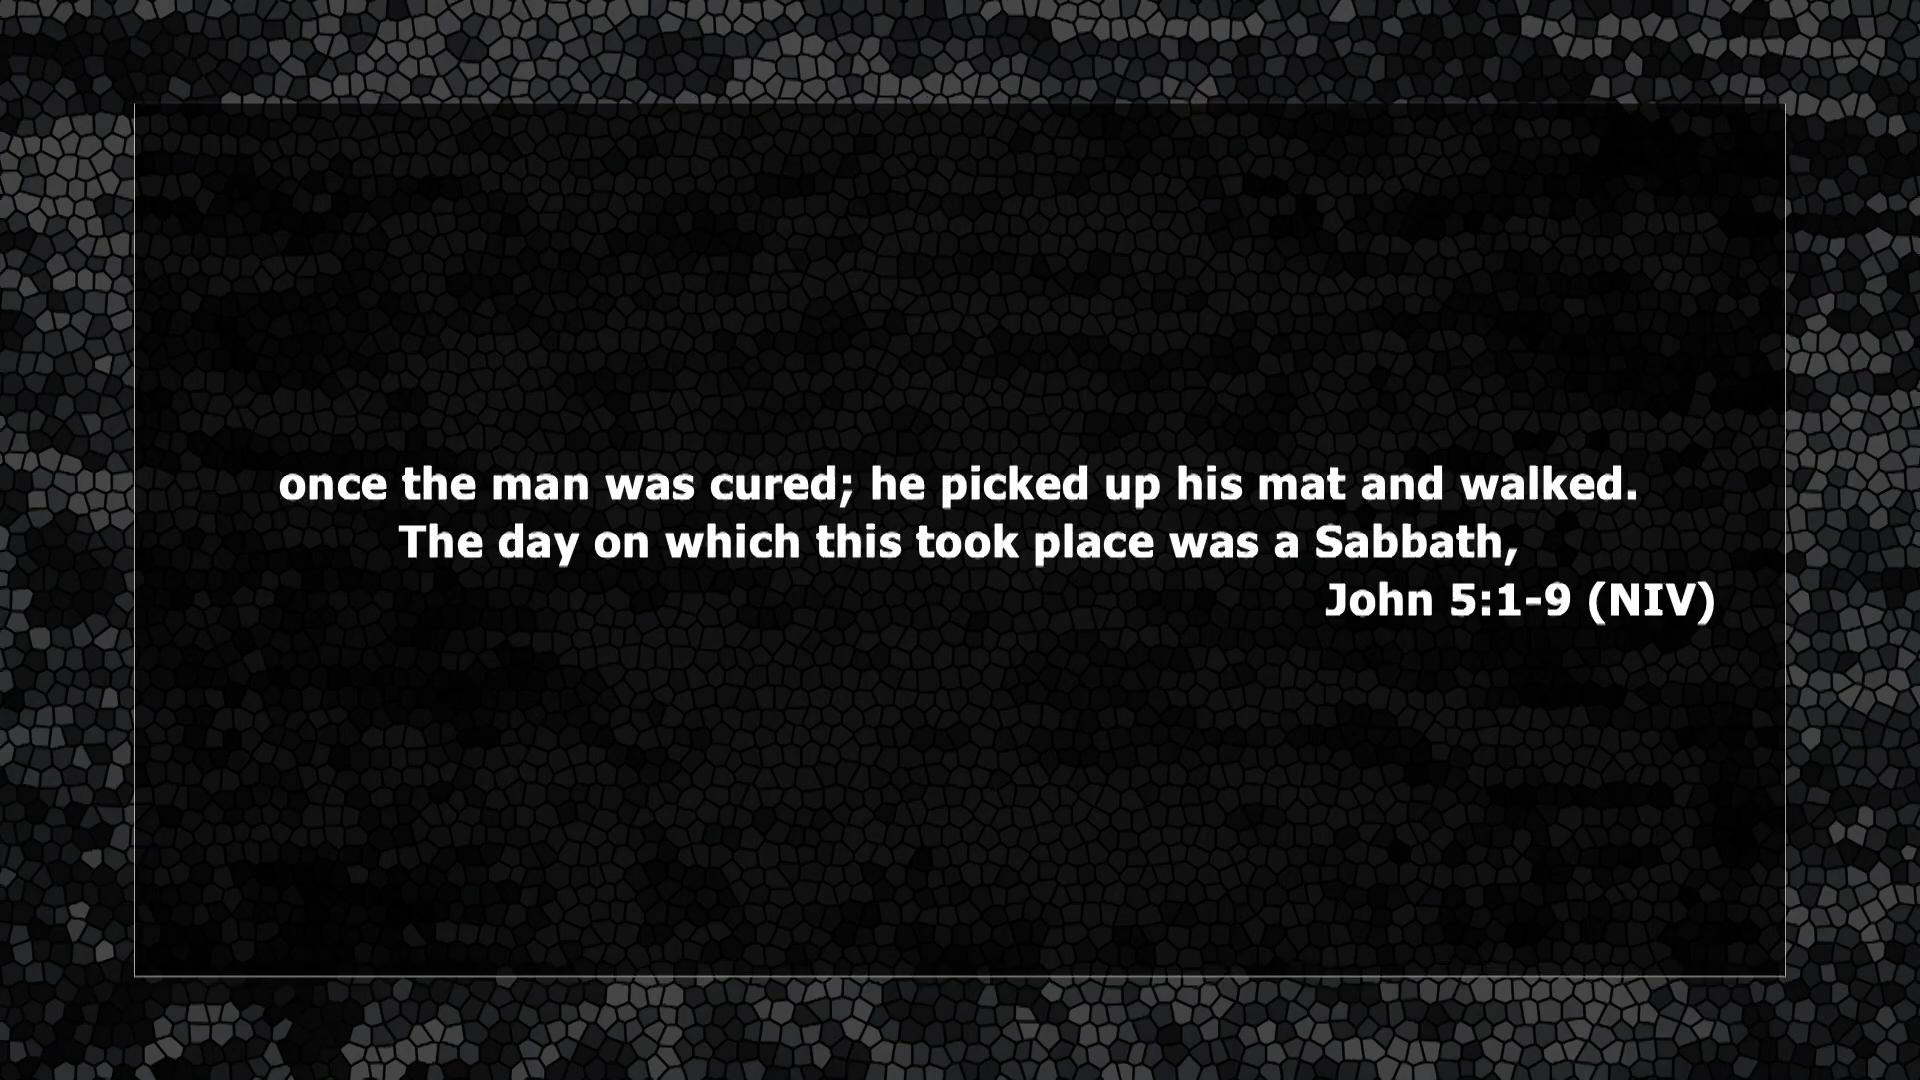 once the man was cured; he picked up his mat and walked.
The day on which this took place was a Sabbath,
John 5:1-9 (NIV)